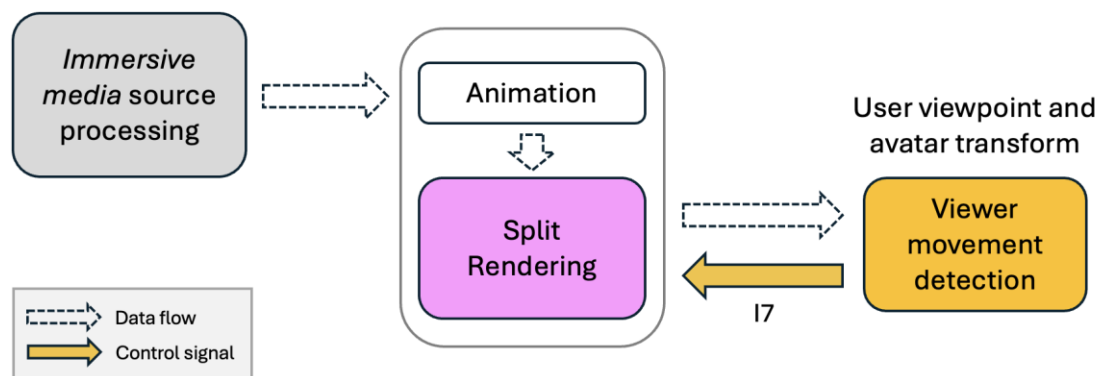 Immersive
media source
processing
Animation
Split
Rendering
User viewpoint and
avatar transform
Viewer
movement
detection
I7
Data flow
Control signal